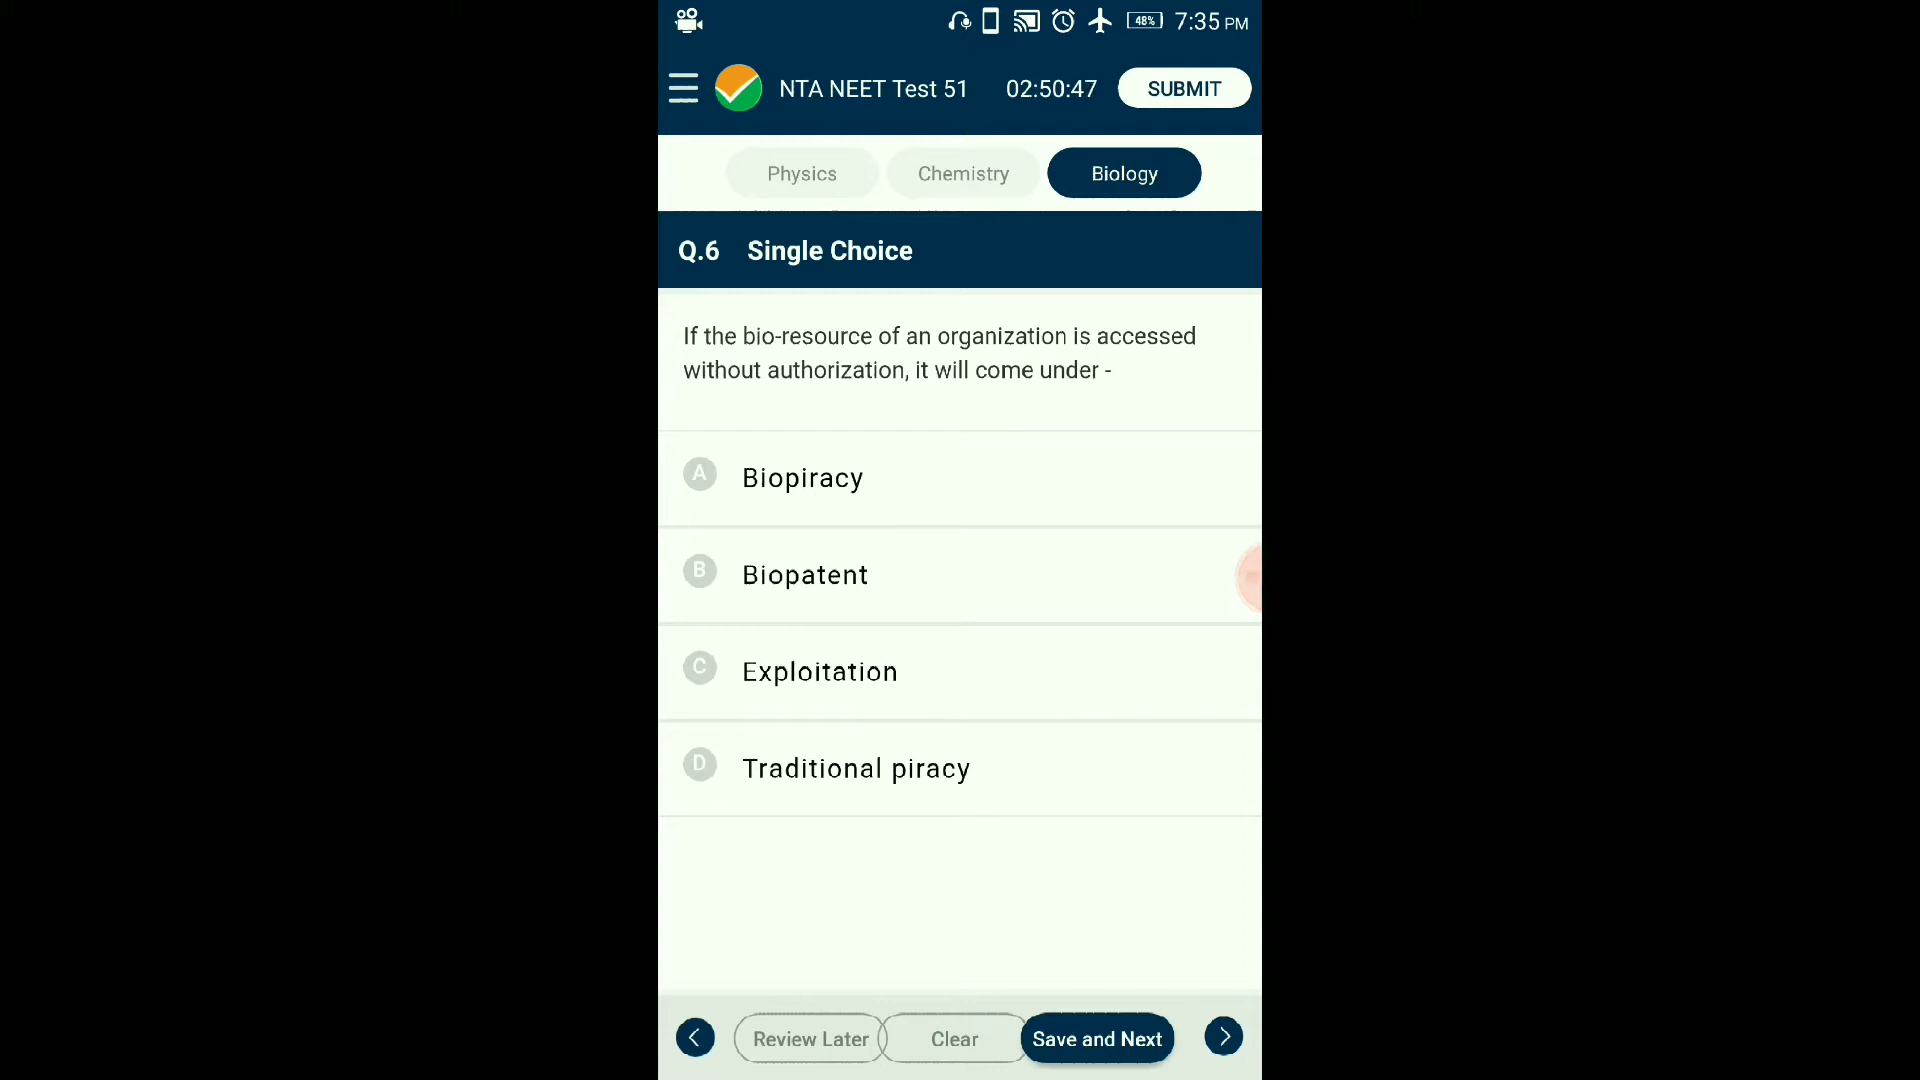 48% 7:35 PM
NTA NEET Test 51 02:50:47 SUBMIT
Physics Chemistry Biology
Q.6 Single Choice
If the bio-resource of an organization is accessed
without authorization, it will come under -
A Biopiracy
B Biopatent
C Exploitation
D Traditional piracy
Review Later Clear Save and Next